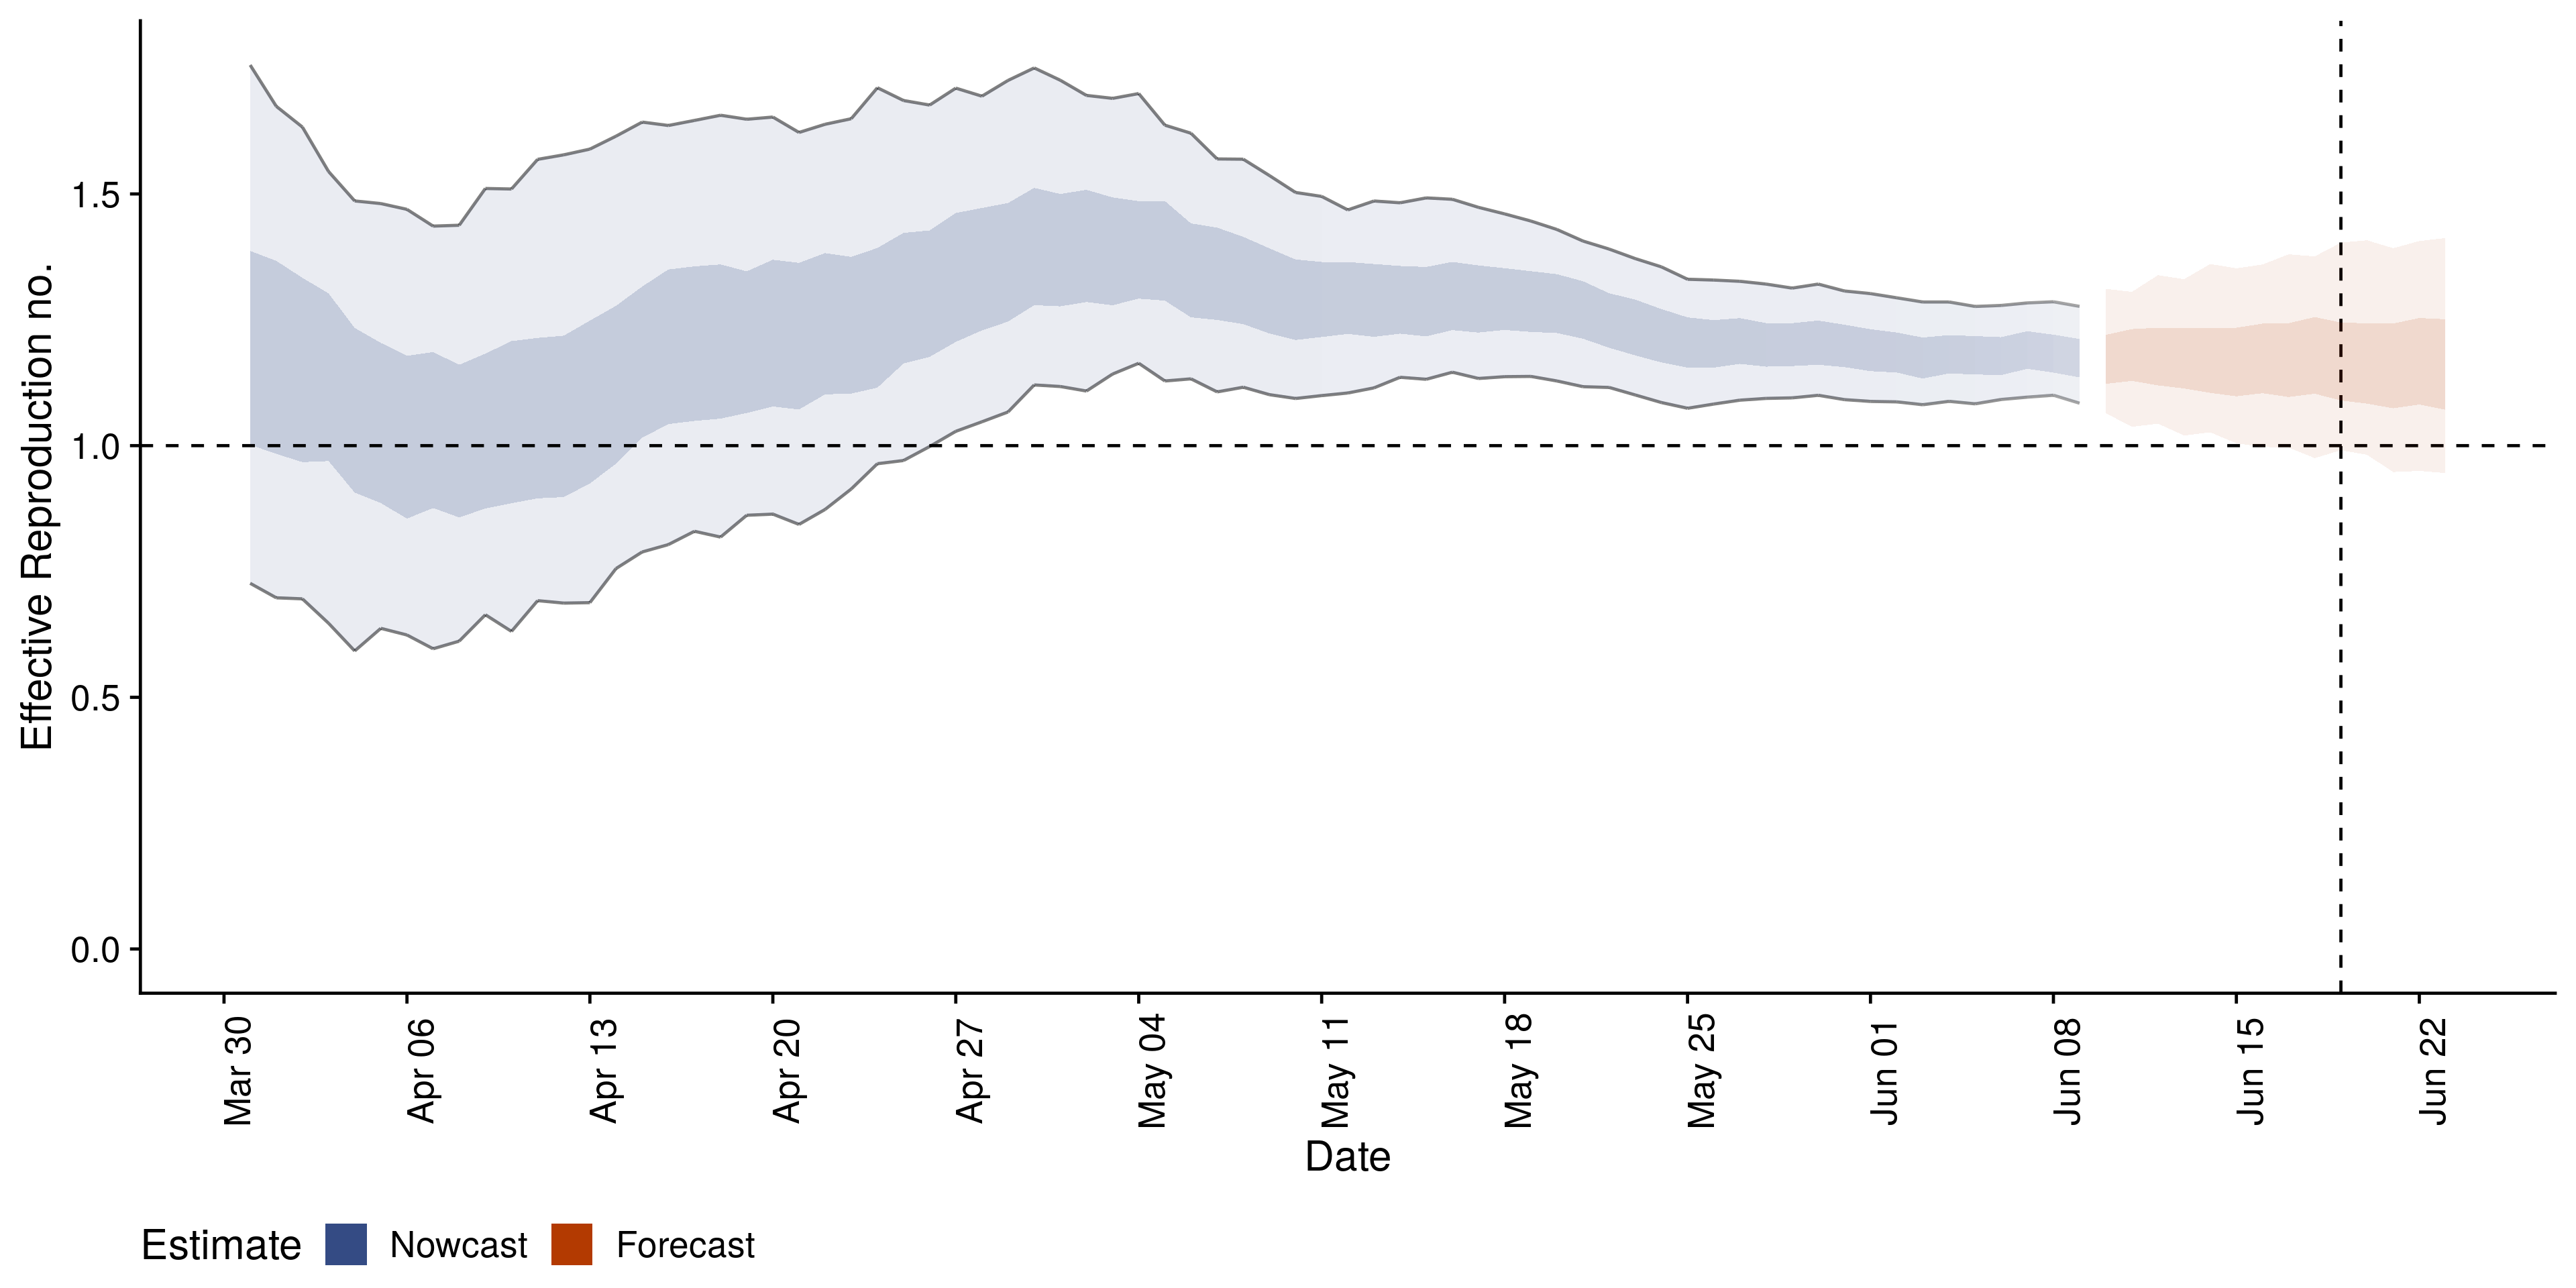 Effective Reproduction no.
1.5
1.0
0.5
0.0
Mar 30
Apr 06
Apr 13
Apr 20
Apr 27
May 04
May 11
May 18
May 25
Jun 01
Jun 08
Jun 15
Jun 22
Date
Estimate Nowcast Forecast